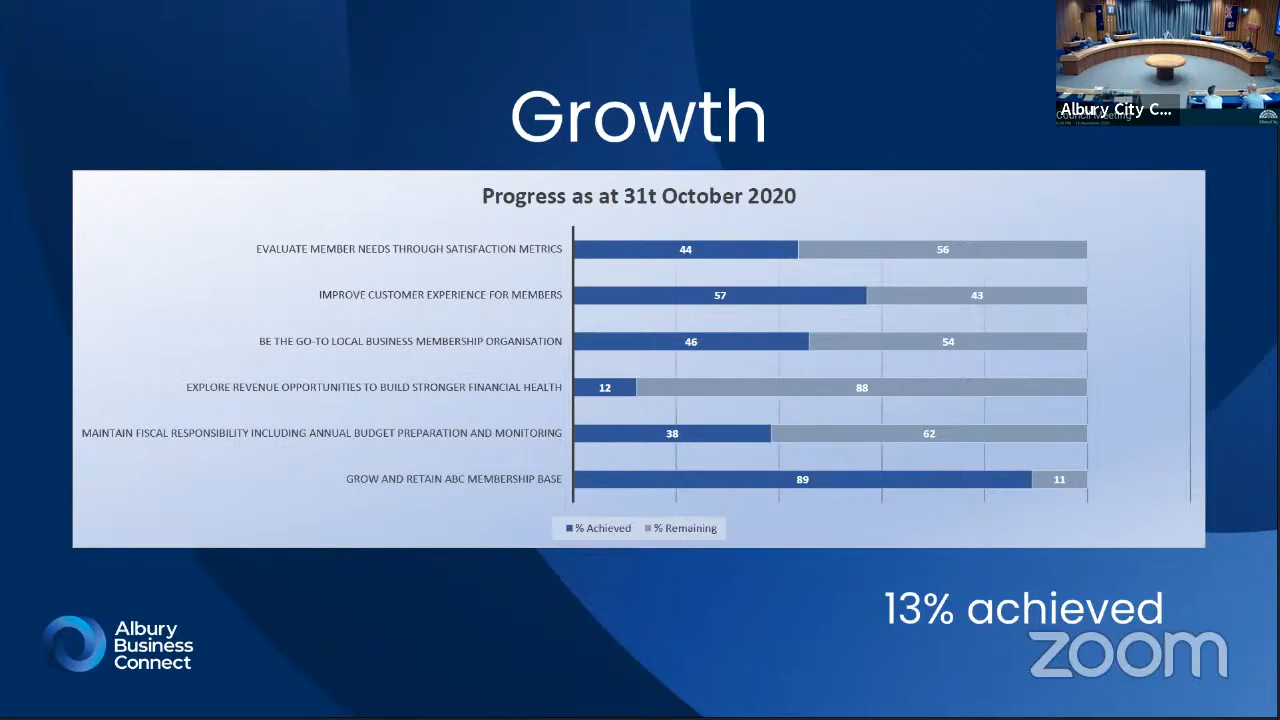 Growth
Albury City C...
Council Meeting
Progress as at 31t October 2020
EVALUATE MEMBER NEEDS THROUGH SATISFACTION METRICS 44 56
IMPROVE CUSTOMER EXPERIENCE FOR MEMBERS 57 43
BE THE GO-TO LOCAL BUSINESS MEMBERSHIP ORGANISATION 46 54
EXPLORE REVENUE OPPORTUNITIES TO BUILD STRONGER FINANCIAL HEALTH 12 88
MAINTAIN FISCAL RESPONSIBILITY INCLUDING ANNUAL BUDGET PREPARATION AND MONITORING 38 62
GROW AND RETAIN ABC MEMBERSHIP BASE 89 11
% Achieved % Remaining
13% achieved
Albury
Business
Connect
zoom